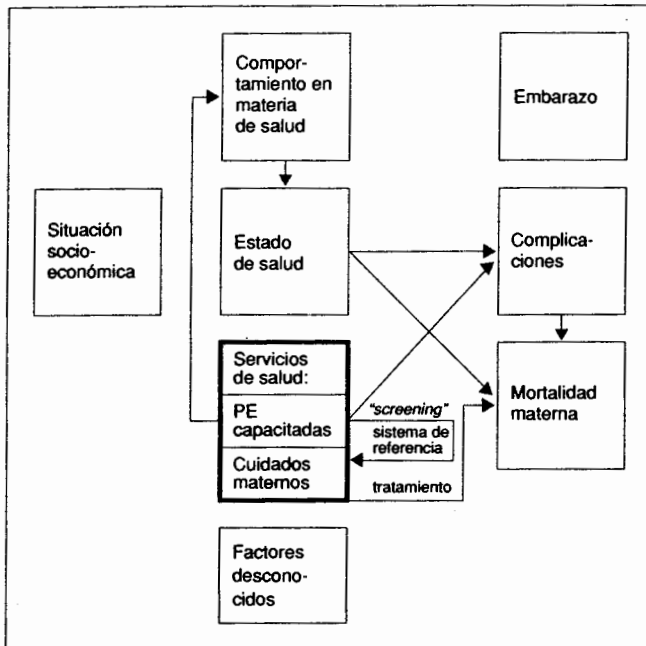 Compor-
tamiento en
materia
de salud
Embarazo
Situación
socio-
económica
Estado
de salud
Complica-
ciones
Servicios
de salud:
PE
capacitadas
Cuidados
maternos
"screening"
sistema de
referencia
tratamiento
Mortalidad
materna
Factores
descono-
cidos